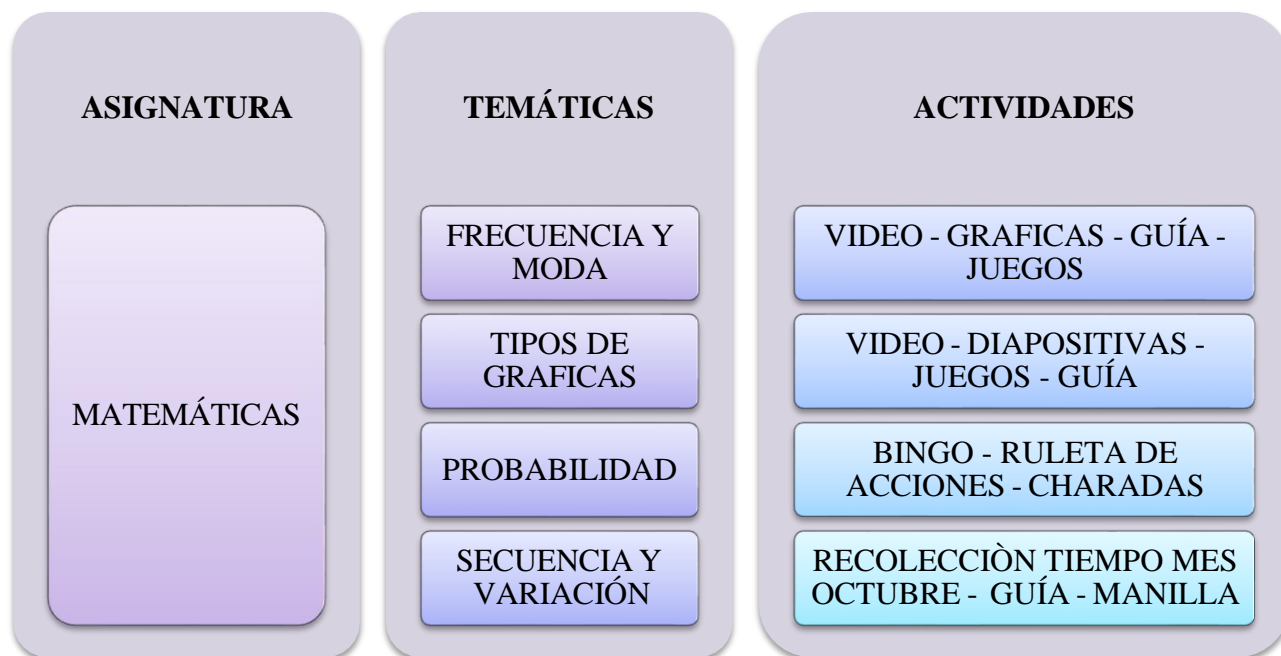 ASIGNATURA
MATEMÁTICAS
TEMÁTICAS
FRECUENCIA Y
MODA
TIPOS DE
GRAFICAS
PROBABILIDAD
SECUENCIA Y
VARIACIÓN
ACTIVIDADES
VIDEO - GRAFICAS - GUÍA -
JUEGOS
VIDEO - DIAPOSITIVAS -
JUEGOS - GUÍA
BINGO - RULETA DE
ACCIONES - CHARADAS
RECOLECCIÒN TIEMPO MES
OCTUBRE - GUÍA - MANILLA